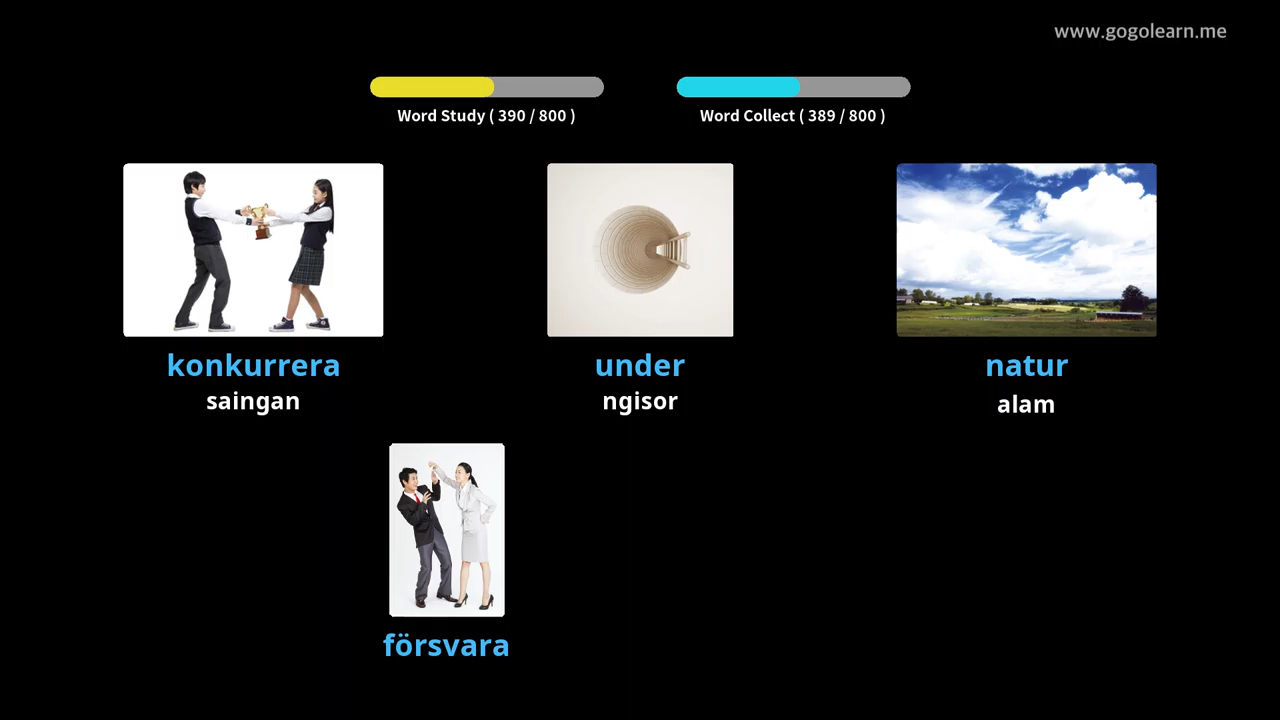 www.gogolearn.me
Word Study ( 390 / 800 )
Word Collect ( 389 / 800 )
konkurrera
saingan
under
ngisor
natur
alam
försvara